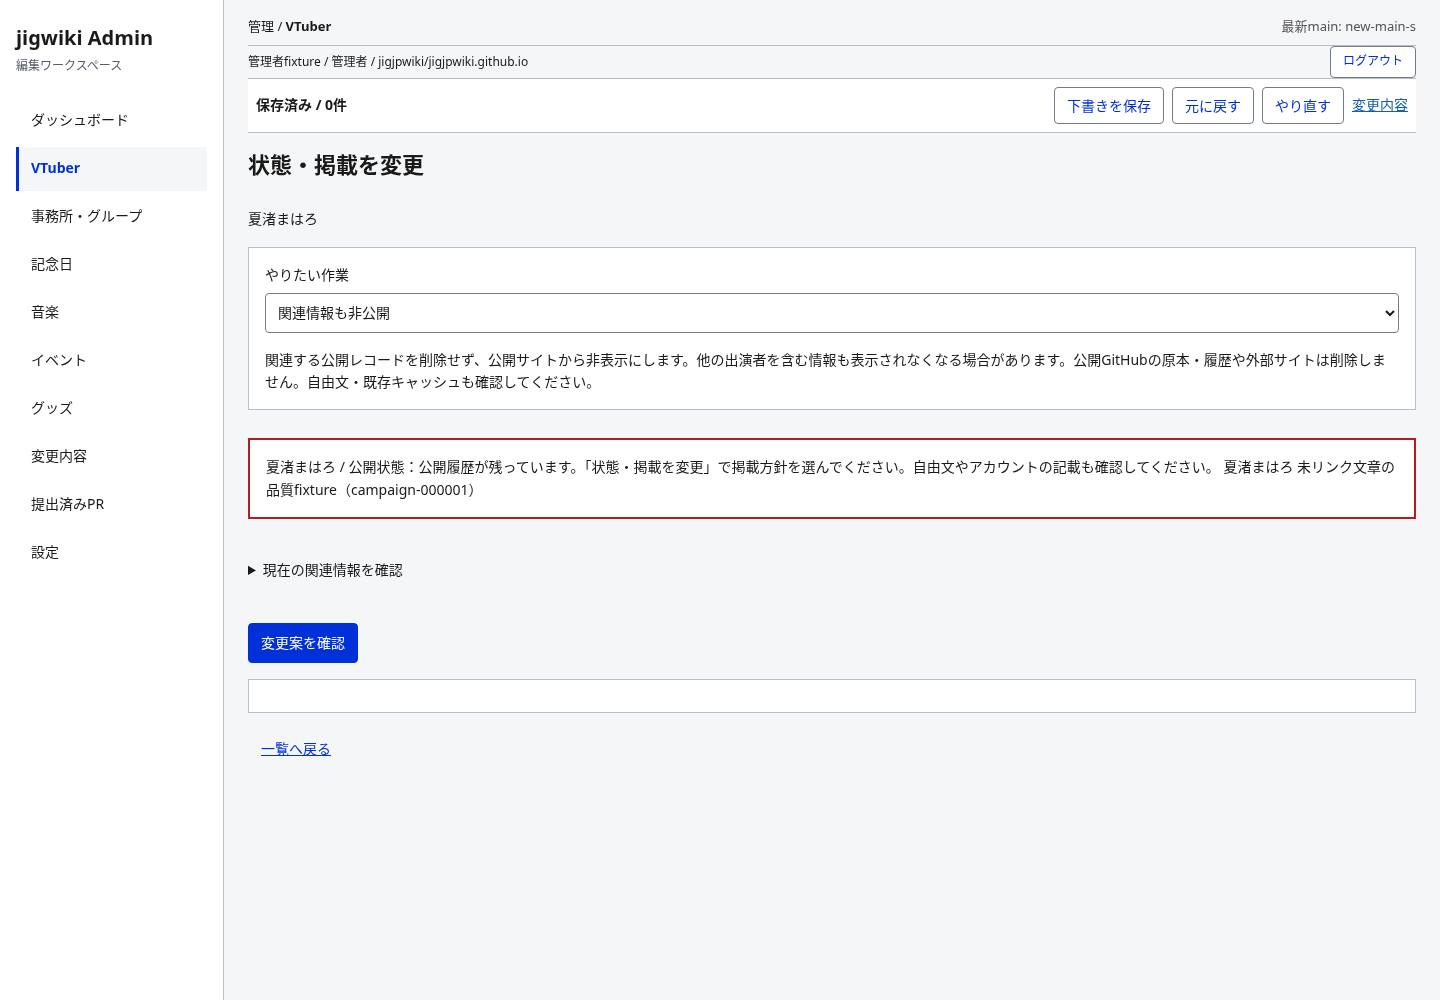 jigwiki Admin
編集ワークスペース
ダッシュボード
VTuber
事務所・グループ
記念日
音楽
イベント
グッズ
変更内容
提出済みPR
設定
管理 / VTuber
最新main: new-main-s
管理者fixture / 管理者 / jigjpwiki/jigjpwiki.github.io
ログアウト
保存済み / 0件
下書きを保存
元に戻す
やり直す
変更内容
状態・掲載を変更
夏渚まはろ
やりたい作業
関連情報も非公開
関連する公開レコードを削除せず、公開サイトから非表示にします。他の出演者を含む情報も表示されなくなる場合があります。公開GitHubの原本・履歴や外部サイトは削除しま
せん。自由文・既存キャッシュも確認してください。
夏渚まはろ / 公開状態：公開履歴が残っています。「状態・掲載を変更」で掲載方針を選んでください。自由文やアカウントの記載も確認してください。 夏渚まはろ 未リンク文章の
品質fixture（campaign-000001）
現在の関連情報を確認
変更案を確認
一覧へ戻る